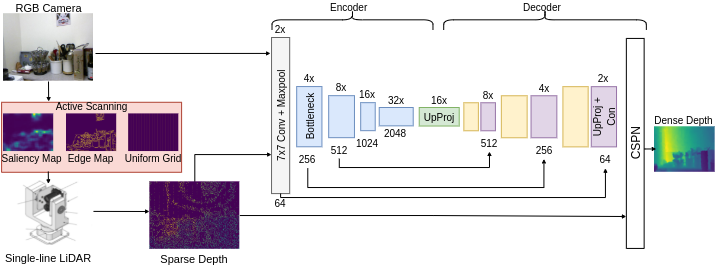 RGB Camera
Encoder
Decoder
2x
7x7 Conv + Maxpool
64
4x
Bottleneck
256
8x
512
16x
1024
32x
2048
16x
UpProj
8x
512
4x
256
2x
UpProj +
Con
64
CSPN
Dense Depth
Active Scanning
Saliency Map
Edge Map
Uniform Grid
Single-line LiDAR
Sparse Depth